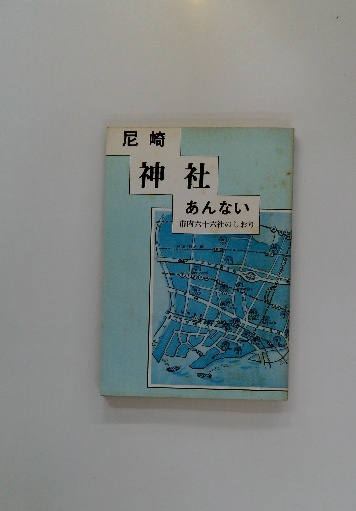 尼崎
神社
あんない
市内六十六社のしおり